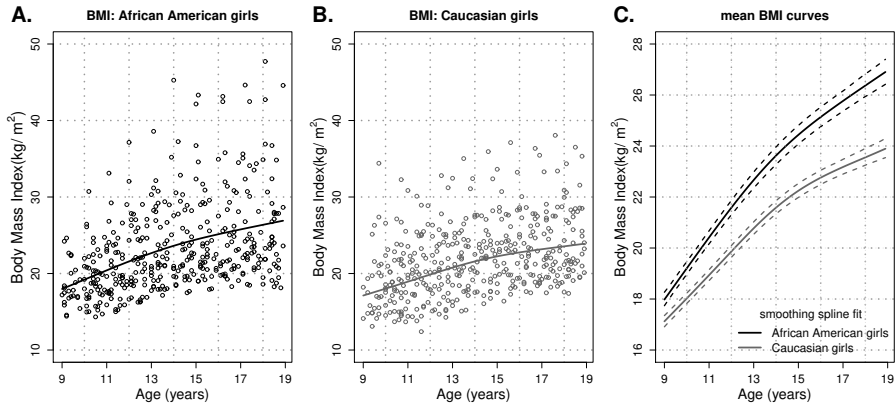 A.
BMI: African American girls
Body Mass Index(kg/ m²)
50
40
30
20
10
9 11 13 15 17 19
Age (years)
B.
BMI: Caucasian girls
Body Mass Index(kg/ m²)
50
40
30
20
10
9 11 13 15 17 19
Age (years)
C.
mean BMI curves
Body Mass Index(kg/ m²)
28
26
24
22
20
18
16
smoothing spline fit
African American girls
Caucasian girls
9 11 13 15 17 19
Age (years)